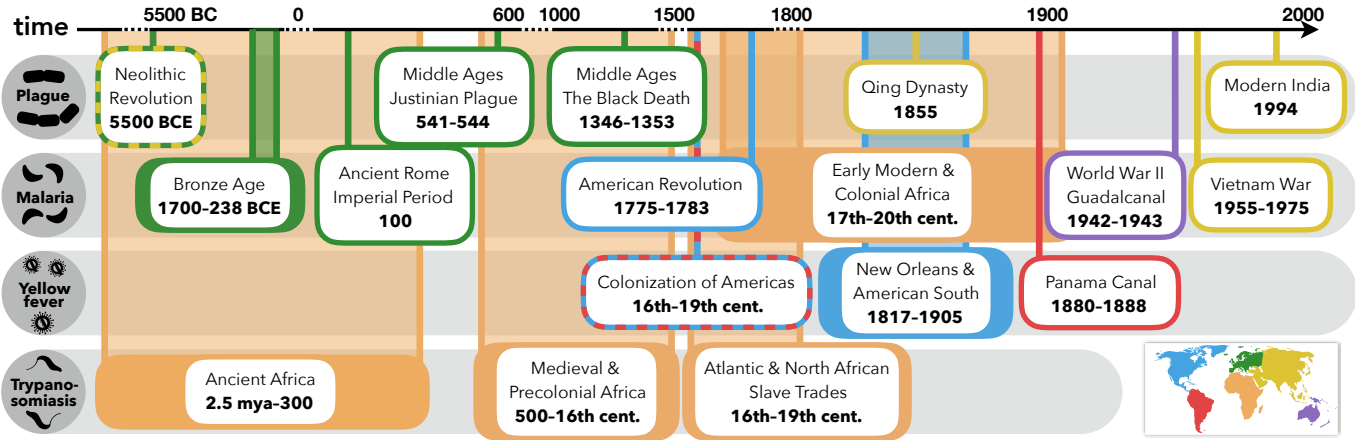 time
5500 BC
0
600
1000
1500
1800
1900
2000
Plague
Neolithic
Revolution
5500 BCE
Middle Ages
Justinian Plague
541–544
Middle Ages
The Black Death
1346–1353
Qing Dynasty
1855
Modern India
1994
Malaria
Bronze Age
1700–238 BCE
Ancient Rome
Imperial Period
100
American Revolution
1775–1783
Early Modern &
Colonial Africa
17th–20th cent.
World War II
Guadalcanal
1942–1943
Vietnam War
1955–1975
Yellow
fever
Colonization of Americas
16th–19th cent.
New Orleans &
American South
1817–1905
Panama Canal
1880–1888
Trypano-
somiasis
Ancient Africa
2.5 mya–300
Medieval &
Precolonial Africa
500–16th cent.
Atlantic & North African
Slave Trades
16th–19th cent.